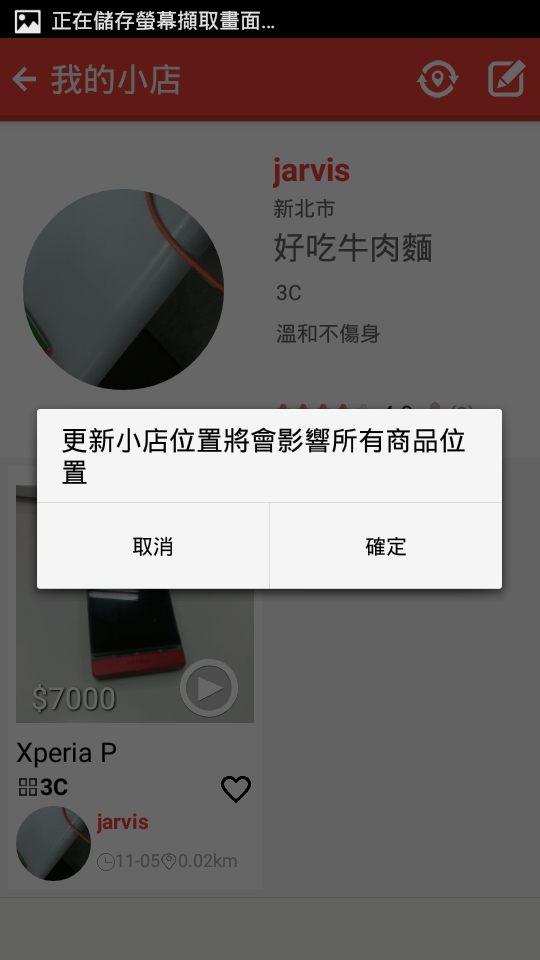 正在儲存螢幕擷取畫面...
我的小店
jarvis
新北市
好吃牛肉麵
3C
溫和不傷身
更新小店位置將會影響所有商品位
置
取消
確定
$7000
Xperia P
3C
jarvis
11-05 0.02km